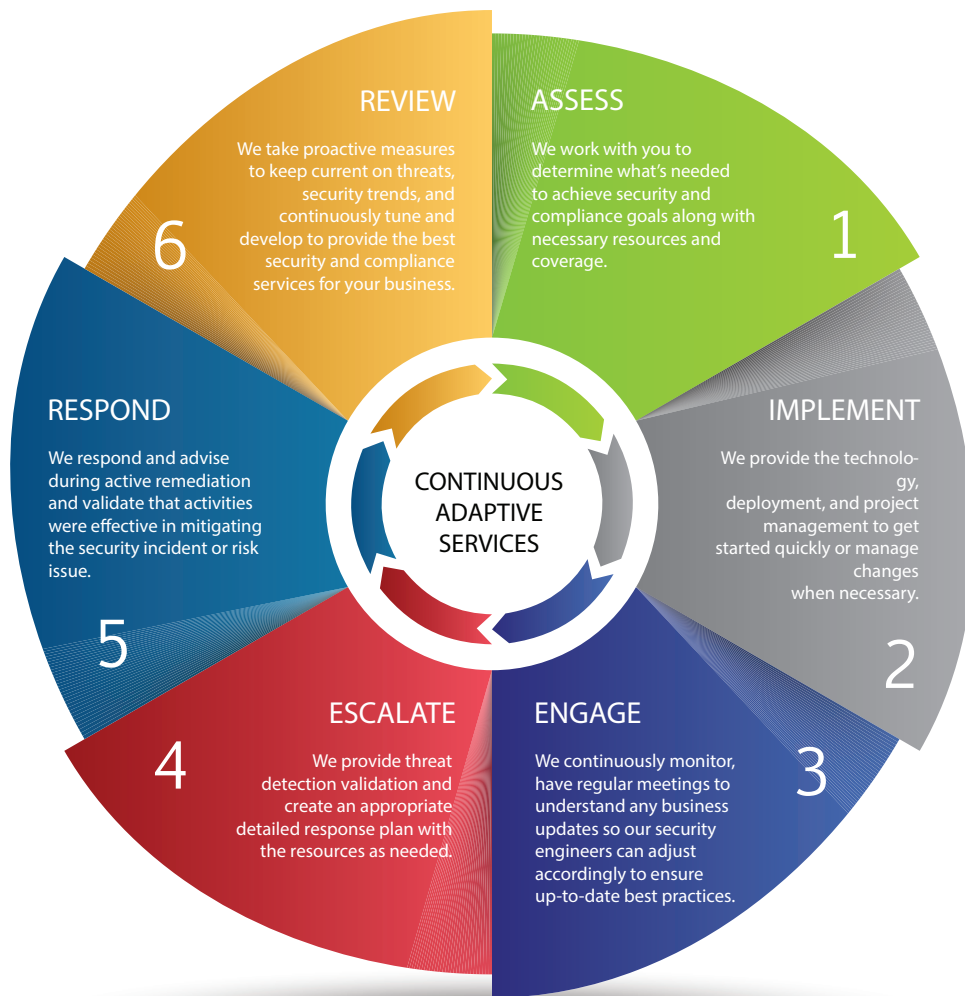 ASSESS
We work with you to
determine what's needed
to achieve security and
compliance goals along with
necessary resources and
coverage.
1
IMPLEMENT
We provide the technolo-
gy,
deployment, and project
management to get
started quickly or manage
changes
when necessary.
2
ENGAGE
We continuously monitor,
have regular meetings to
understand any business
updates so our security
engineers can adjust
accordingly to ensure
up-to-date best practices.
3
ESCALATE
We provide threat
detection validation and
create an appropriate
detailed response plan with
the resources as needed.
4
RESPOND
We respond and advise
during active remediation
and validate that activities
were effective in mitigating
the security incident or risk
issue.
5
REVIEW
We take proactive measures
to keep current on threats,
security trends, and
continuously tune and
develop to provide the best
security and compliance
services for your business.
6
CONTINUOUS
ADAPTIVE
SERVICES